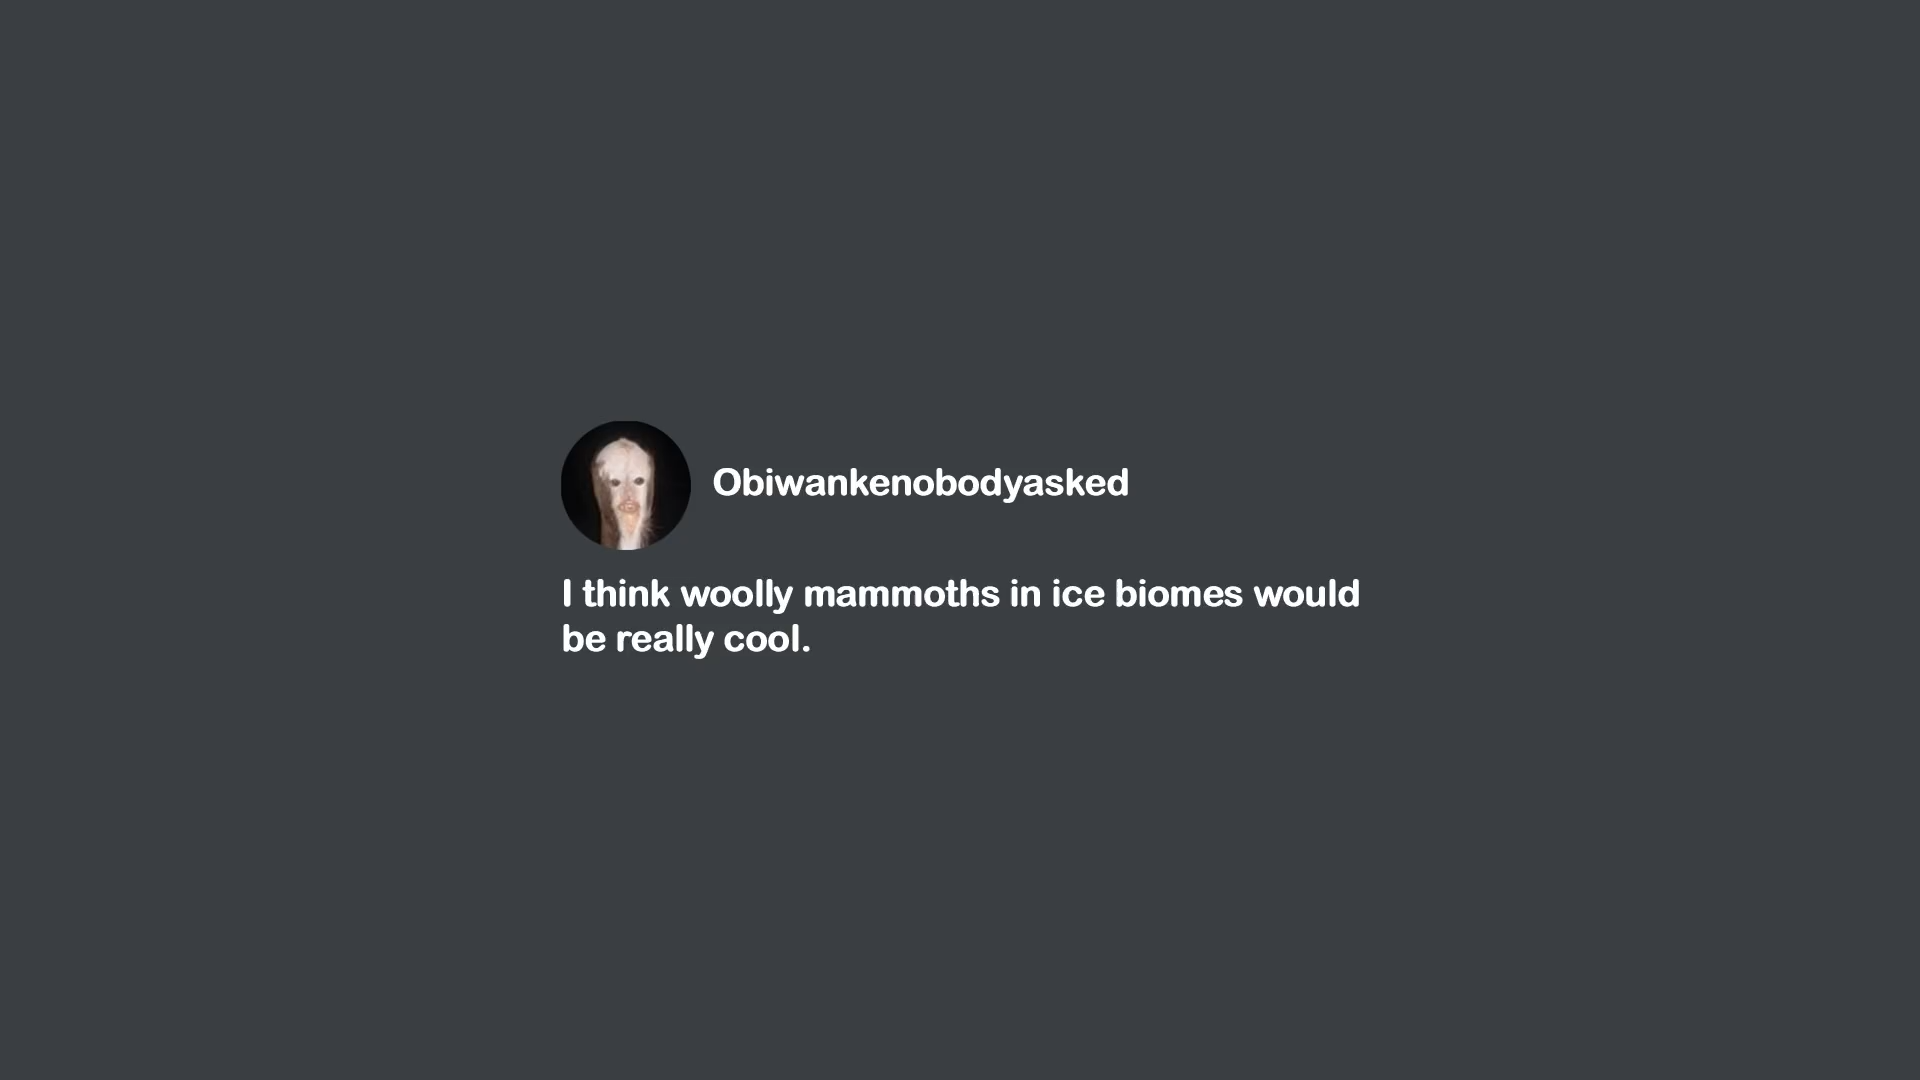 Obiwankenobodyasked
I think woolly mammoths in ice biomes would
be really cool.